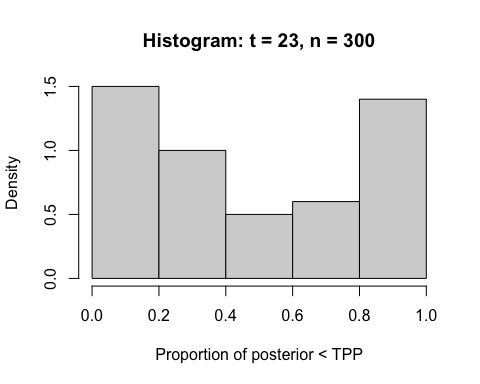 Histogram: t = 23, n = 300
Density
1.5
1.0
0.5
0.0
0.0 0.2 0.4 0.6 0.8 1.0
Proportion of posterior < TPP